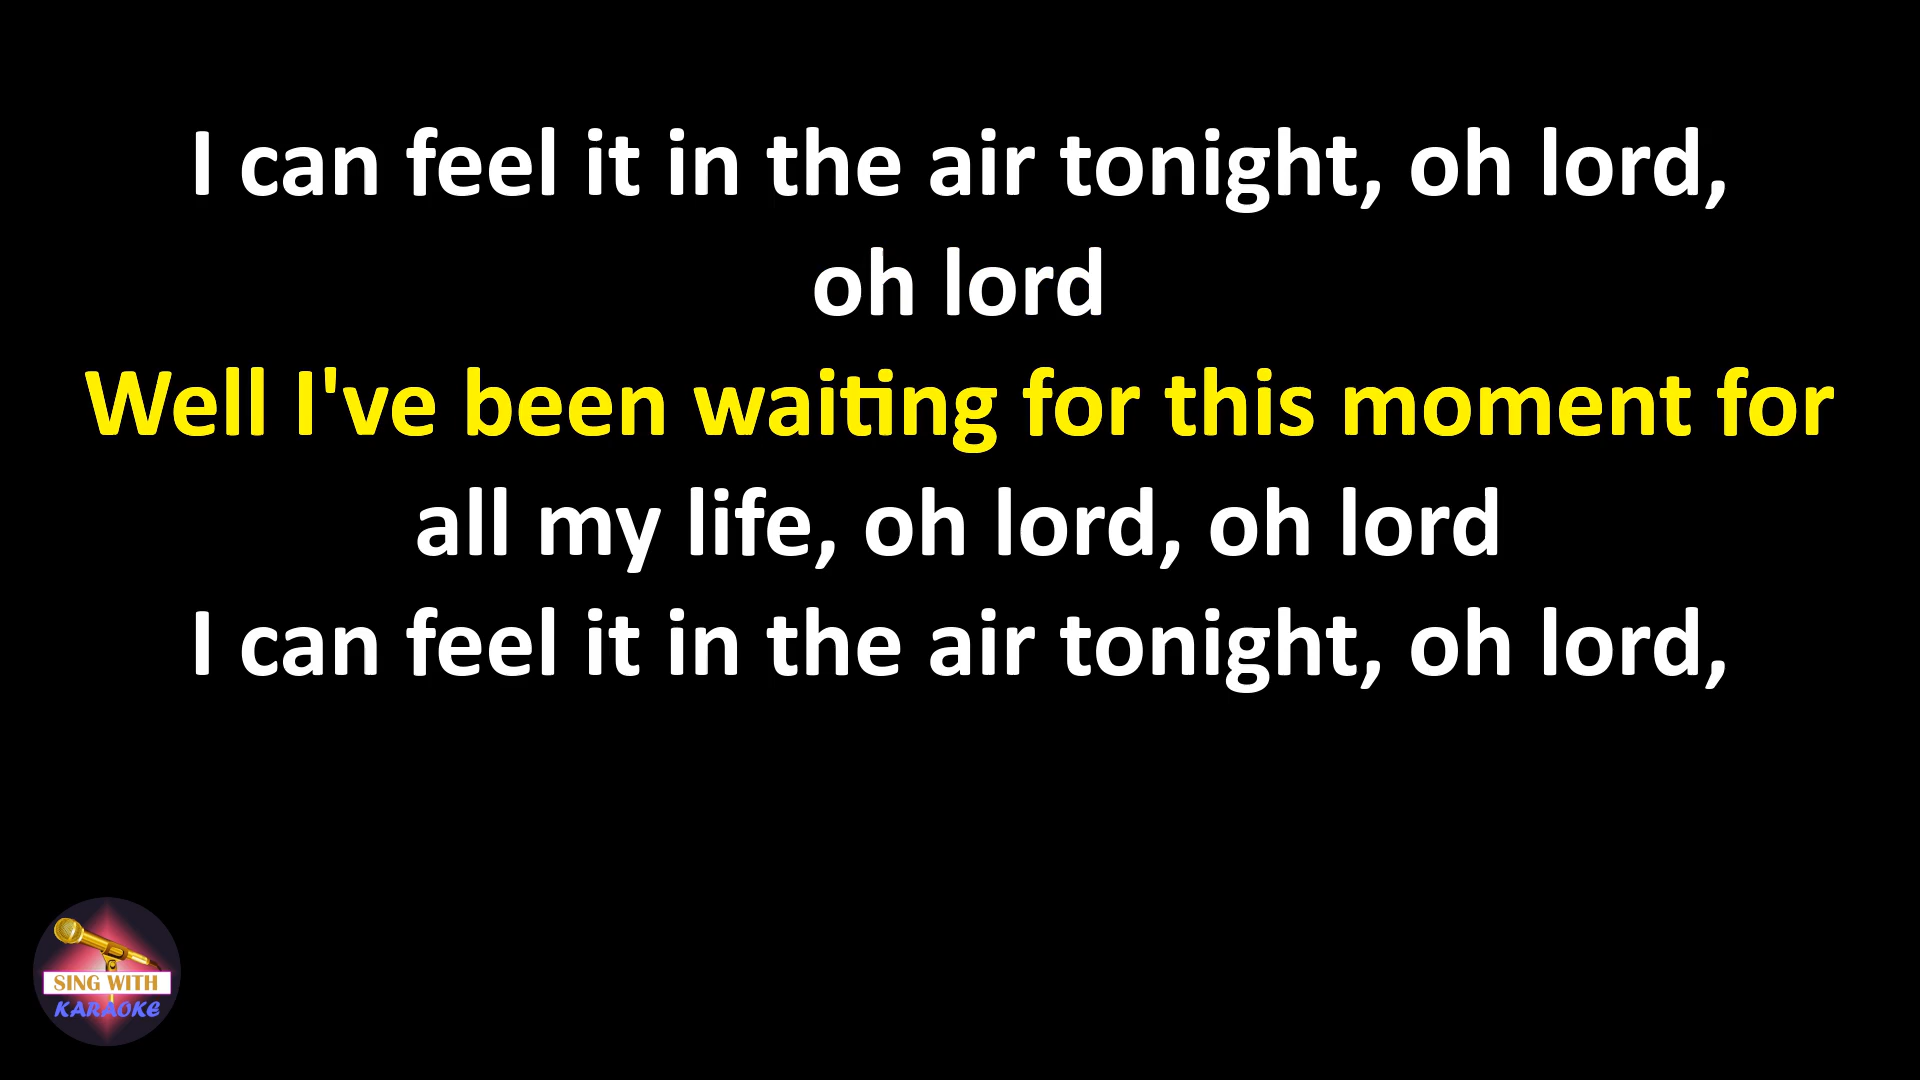 I can feel it in the air tonight, oh lord,
oh lord
Well I've been waiting for this moment for
all my life, oh lord, oh lord
I can feel it in the air tonight, oh lord,
SING WITH
KARAOKE